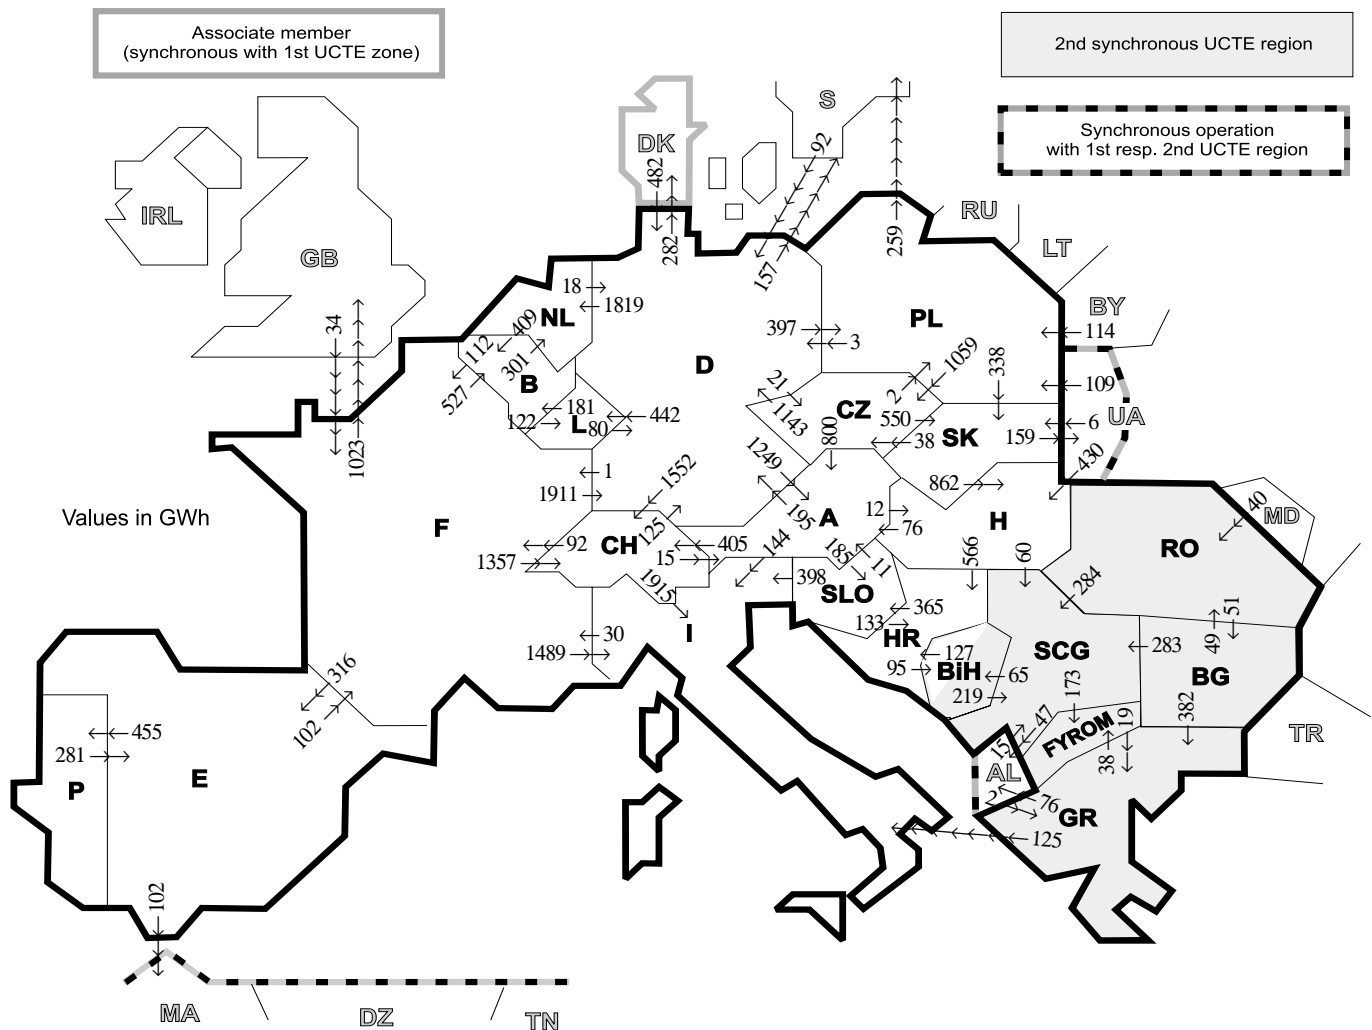 Associate member
(synchronous with 1st UCTE zone)
2nd synchronous UCTE region
Synchronous operation
with 1st resp. 2nd UCTE region
S
DK
92
482
IRL
GB
RU
LT
282
157
259
BY
18
1819
NL
34
409
112
301
527
B
D
PL
397
3
114
338
1059
2
109
21
1143
CZ
550
800
38
SK
6
159
UA
430
181
122
L
80
442
1023
1
1911
1552
1249
195
862
12
76
A
H
F
Values in GWh
125
CH
92
1357
405
15
144
185
11
566
60
40
MD
RO
398
SLO
1915
284
I
365
133
HR
30
1489
127
95
BiH
65
219
SCG
283
49
51
BG
316
102
173
382
47
15
FYROM
19
38
TR
455
281
P
E
AL
2
76
GR
125
102
MA
DZ
TN